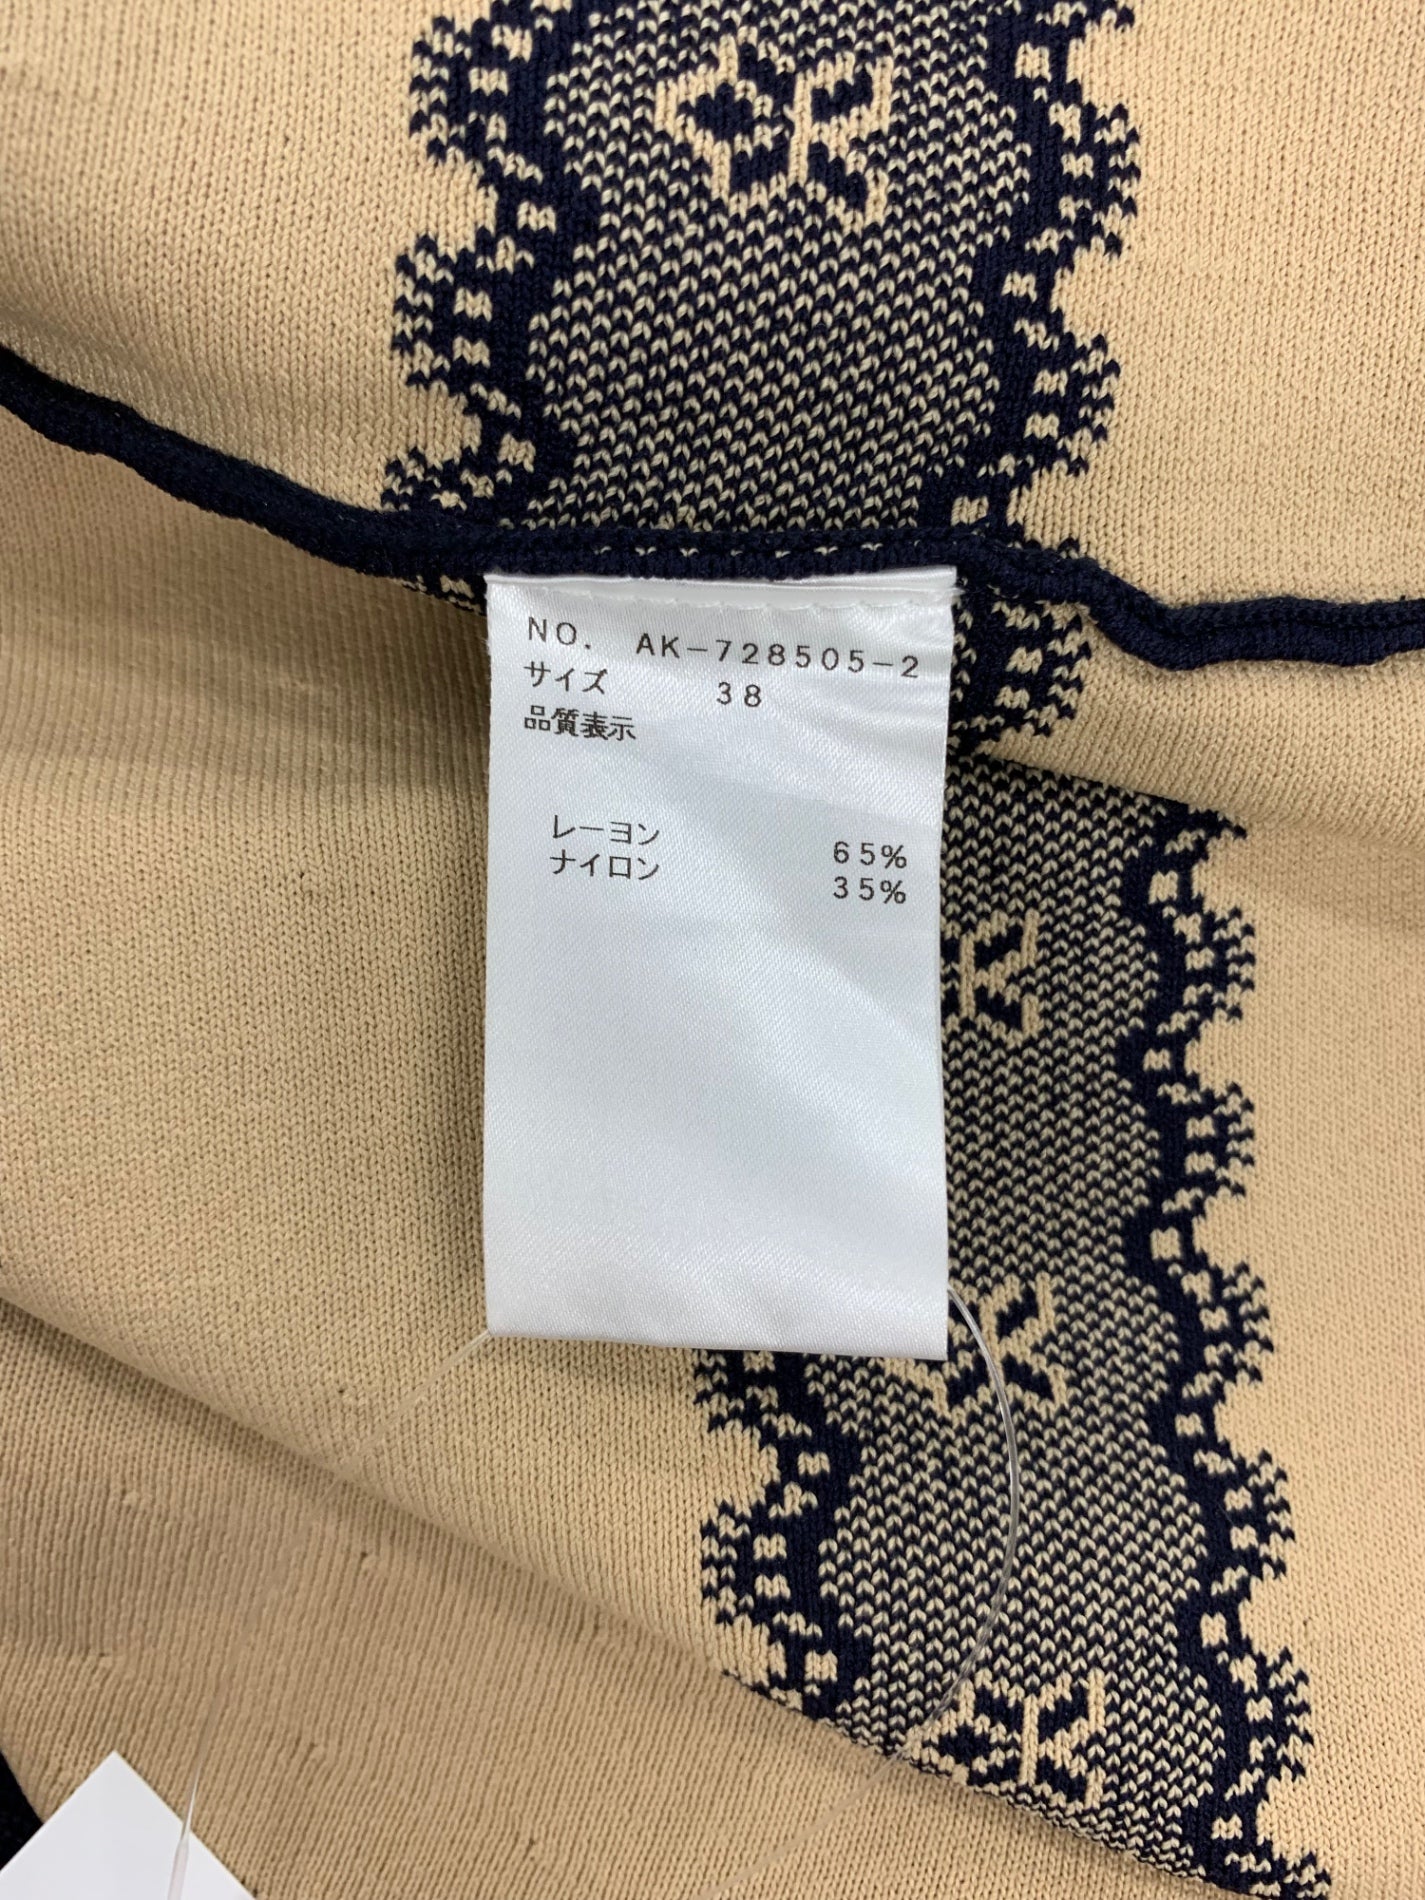 NO. AK-728505-2
サイズ 38
品質表示
レーヨン 65%
ナイロン 35%